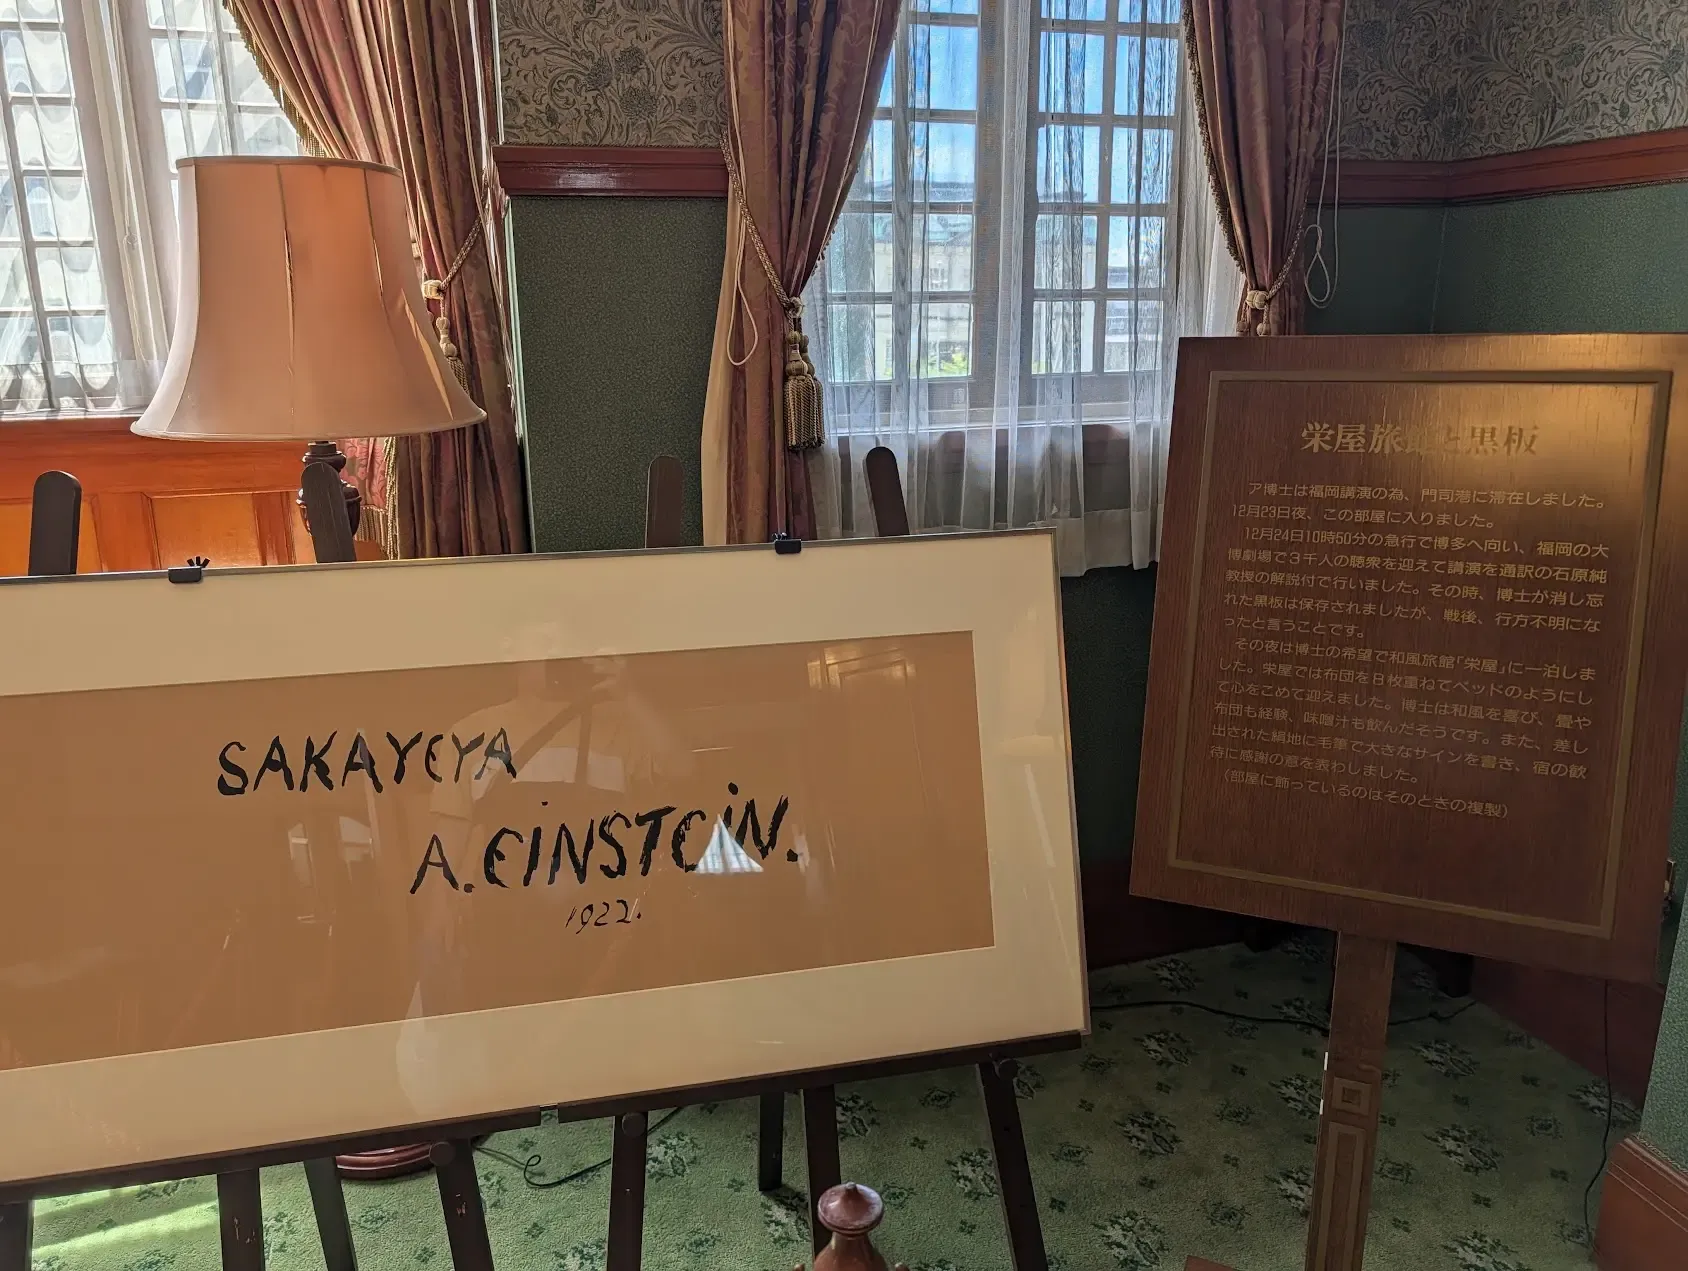 SAKAYEYA
A. EINSTEIN.
1922.
栄屋旅館と黒板
ア博士は福岡講演の為、門司港に滞在しました。
12月23日夜、この部屋に入りました。
12月24日10時50分の急行で博多へ向い、福岡の大
博劇場で3千人の聴衆を迎えて講演を通訳の石原純
教授の解説付で行いました。その時、博士が消し忘
れた黒板は保存されましたが、戦後、行方不明にな
ったと言うことです。
その夜は博士の希望で和風旅館「栄屋」に一泊しま
した。栄屋では布団を8枚重ねてベッドのようにし
て心をこめて迎えました。博士は和風を喜び、畳や
布団も経験、味噌汁も飲んだそうです。また、差し
出された絹地に毛筆で大きなサインを書き、宿の歓
待に感謝の意を表わしました。
（部屋に飾っているのはそのときの複製）